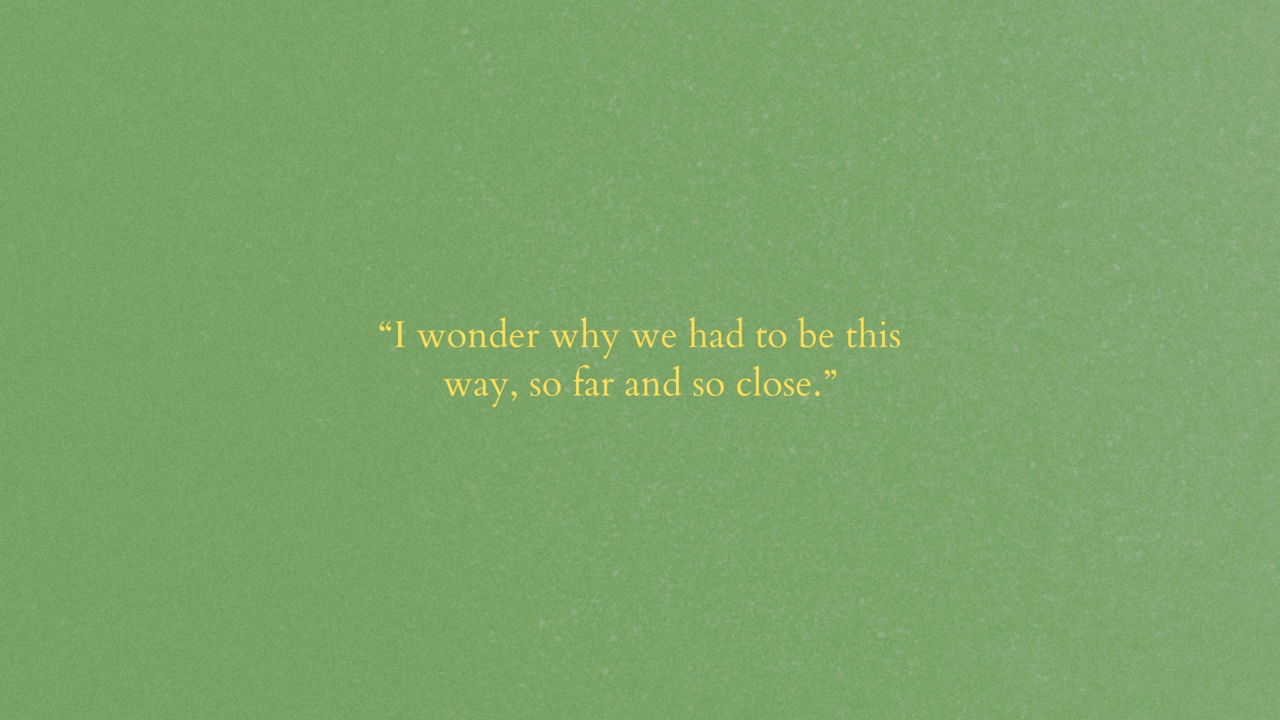 “I wonder why we had to be this
way, so far and so close.”